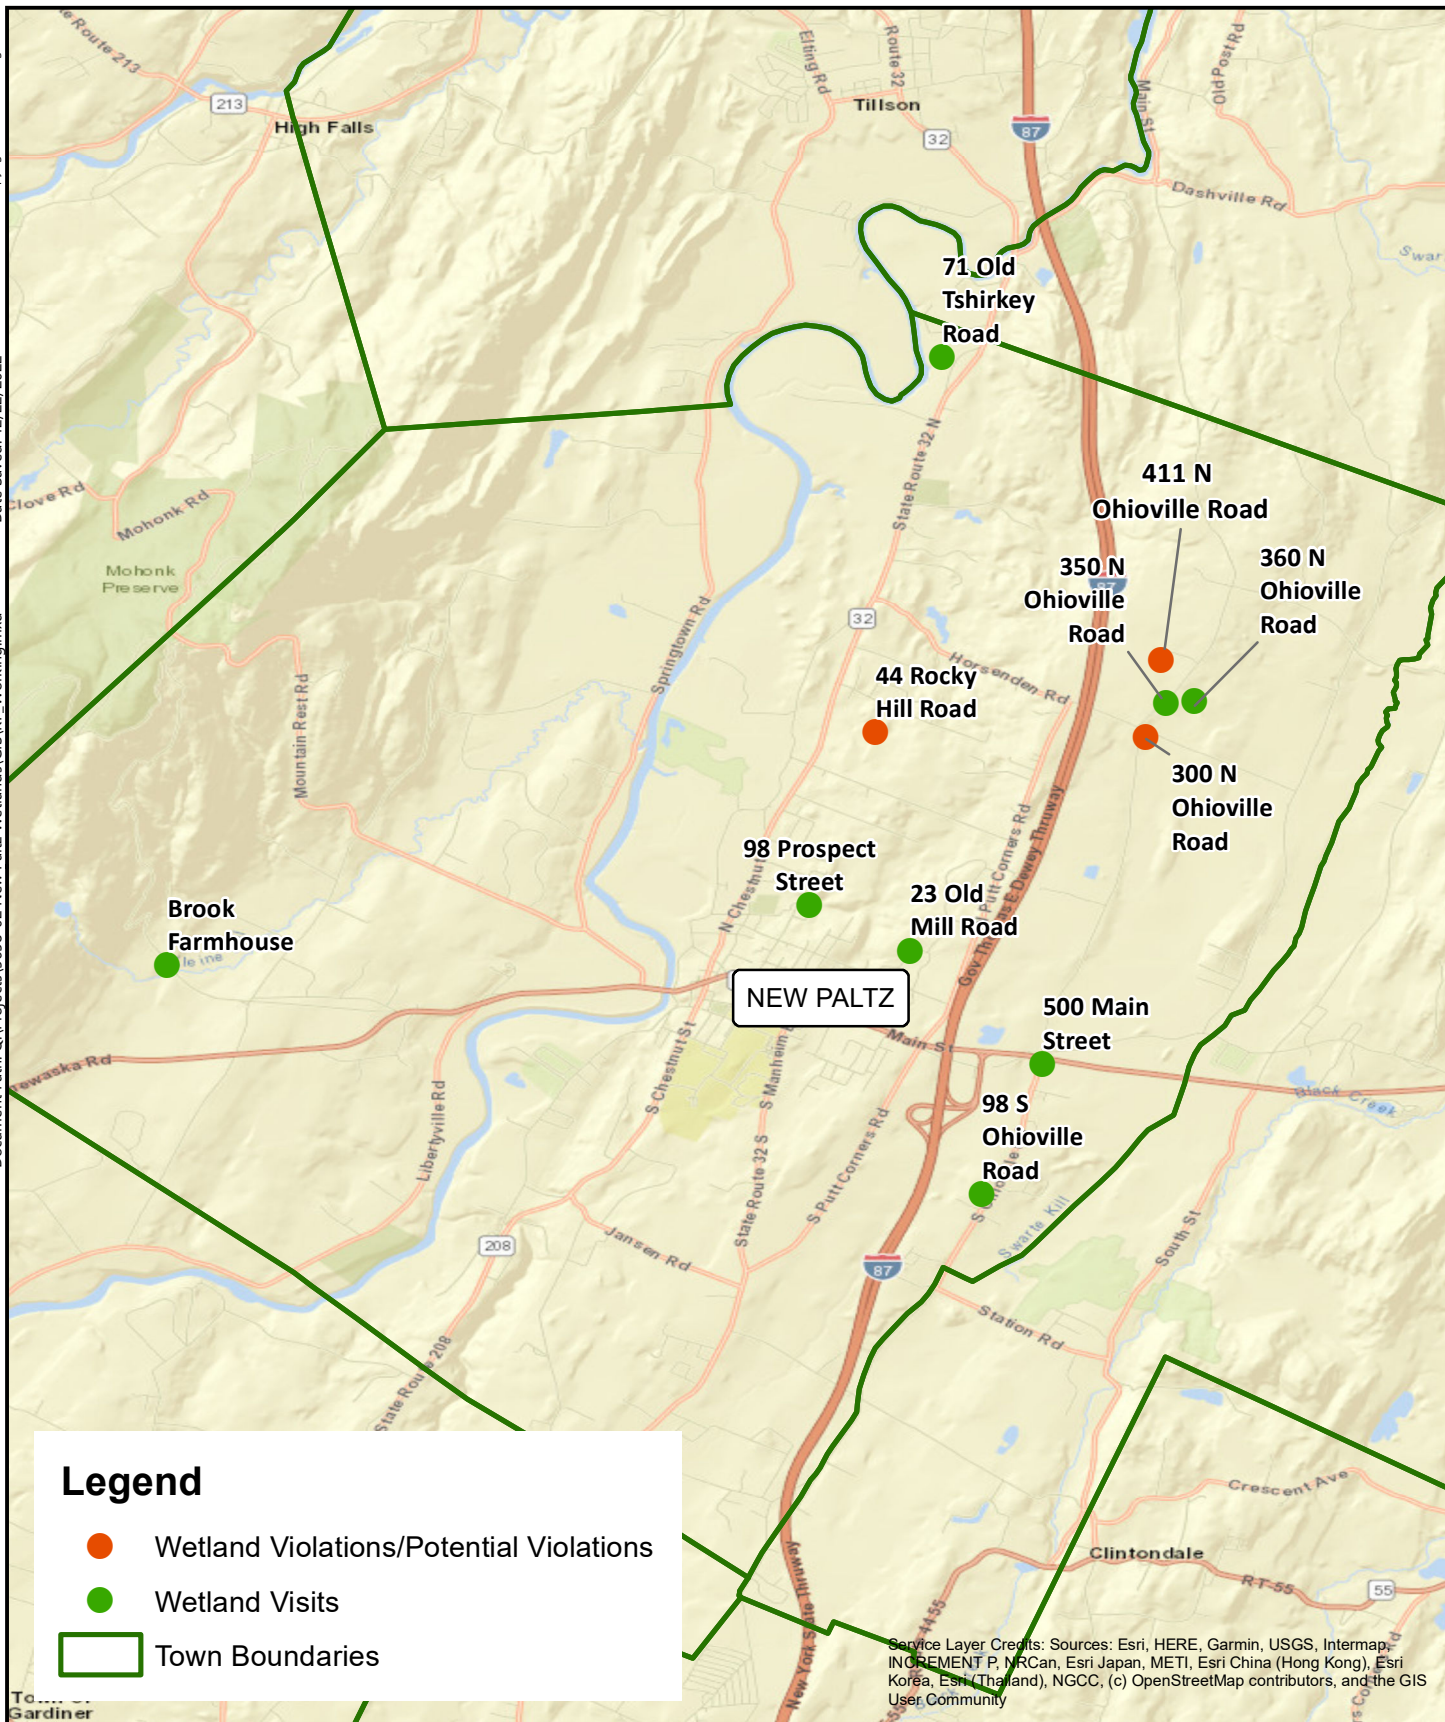 Route 213
213
High Falls
Elting Rd
Route 32
Tillson
32
87
Main St
Old Post Rd
Dashville Rd
Swar
71 Old
Tshirkey
Road
State Route 32 N
Clove Rd
Mohonk Rd
Mohonk
Preserve
411 N
Ohioville Road
350 N
Ohioville
Road
87
360 N
Ohioville
Road
32
Horsenden Rd
Springtown Rd
44 Rocky
Hill Road
Mountain Rest Rd
300 N
Ohioville
Road
98 Prospect
Street
N Chestnut
23 Old
Mill Road
Putt Corners Rd
Gov Thomas E Dewey Thruway
Brook
Farmhouse
NEW PALTZ
500 Main
Street
Main St
S Chestnut St
S Manheim
Libertyville Rd
98 S
Ohioville
Road
Black Creek
State Route 32 S
S Putt Corners Rd
Swarte Kill
South St
208
Jansen Rd
87
Station Rd
State Route 208
Legend
Wetland Violations/Potential Violations
Wetland Visits
Town Boundaries
New York State Thruway
Crescent Ave
Clintondale
RT 55
55
44 55
Service Layer Credits: Sources: Esri, HERE, Garmin, USGS, Intermap,
INCREMENT P, NRCan, Esri Japan, METI, Esri China (Hong Kong), Esri
Korea, Esri (Thailand), NGCC, (c) OpenStreetMap contributors, and the GIS
User Community
Gardiner